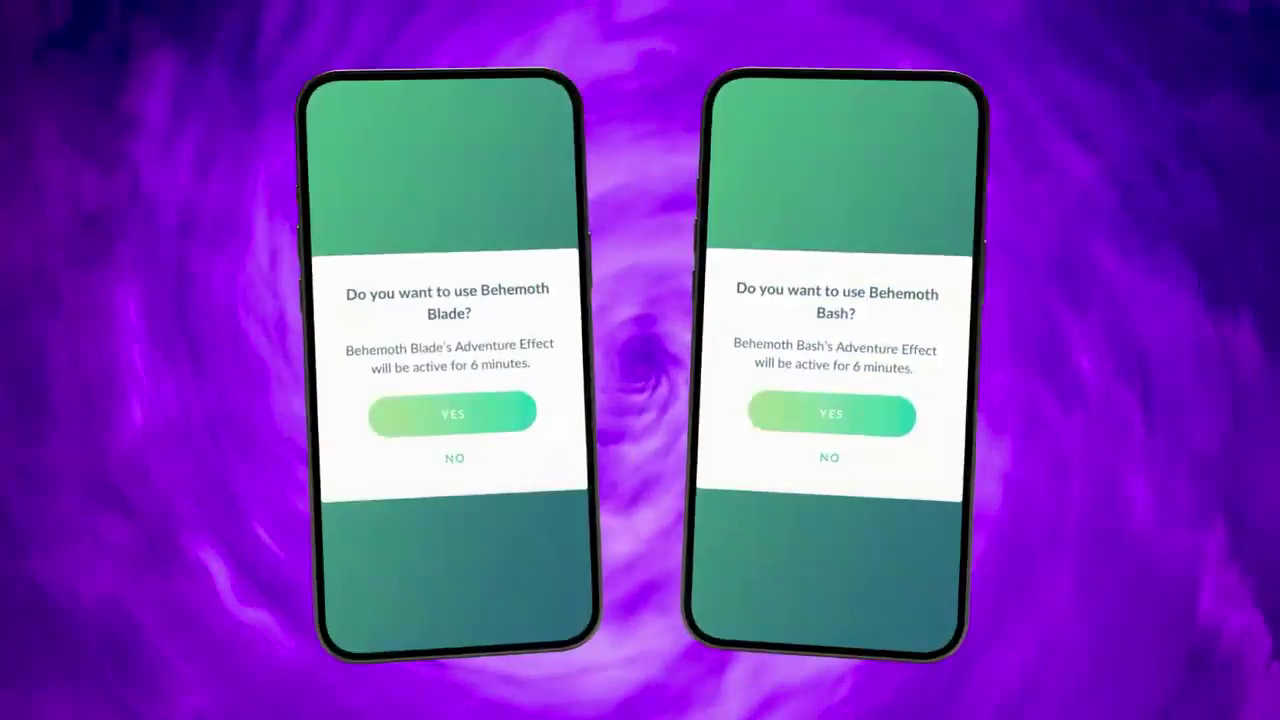 Do you want to use Behemoth
Blade?
Behemoth Blade's Adventure Effect
will be active for 6 minutes.
YES
NO
Do you want to use Behemoth
Bash?
Behemoth Bash's Adventure Effect
will be active for 6 minutes.
YES
NO